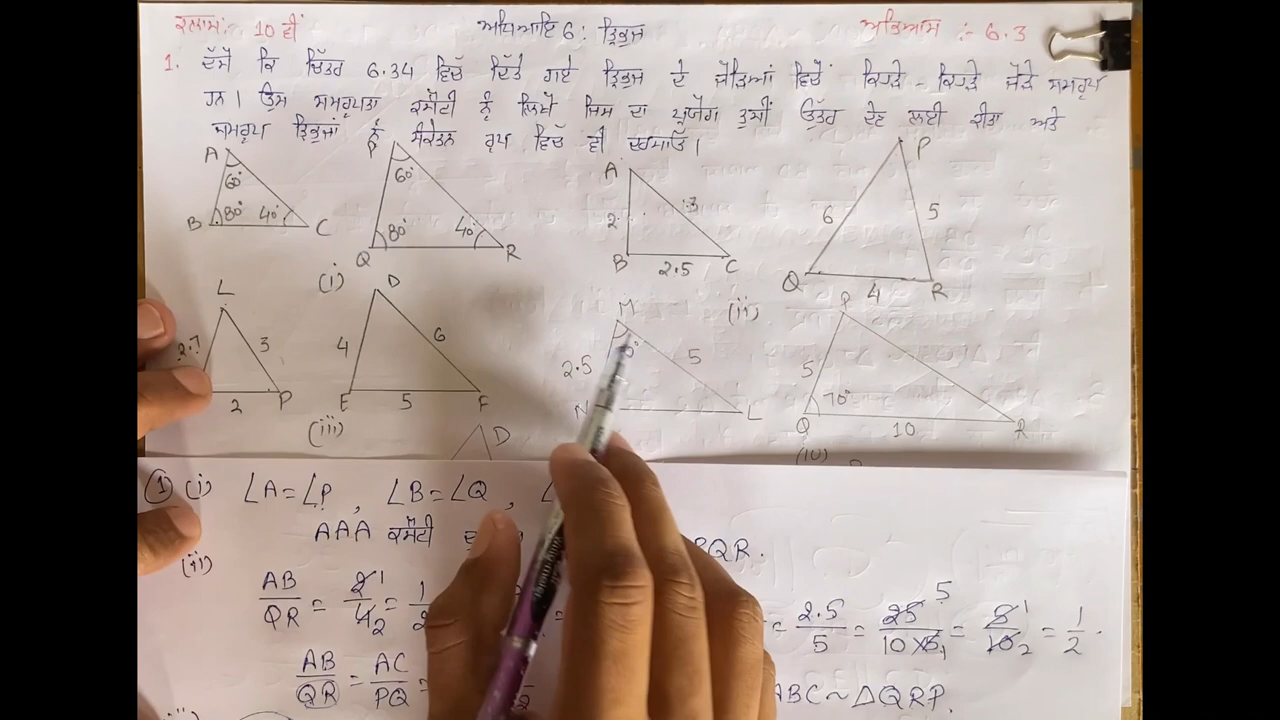 ਕਲਾਸ: 10 ਵੀਂ ਅਧਿਆਇ 6: ਤ੍ਰਿਭੁਜ ਅਭਿਆਸ :- 6.3
1. ਦੱਸੋ ਕਿ ਚਿੱਤਰ 6.34 ਵਿਚੋਂ ਦਿੱਤੇ ਗਏ ਤ੍ਰਿਭੁਜ ਦੇ ਜੋੜਿਆਂ ਵਿਚੋਂ ਕਿਹੜੇ - ਕਿਹੜੇ ਜੋੜੇ ਸਮਰੂਪ
ਹਨ। ਉਸ ਸਮਰੂਪਤਾ ਕਸੌਟੀ ਨੂੰ ਲਿਖੋ ਜਿਸ ਦਾ ਪ੍ਰਯੋਗ ਤੁਸੀਂ ਉੱਤਰ ਦੇਣ ਲਈ ਕੀਤਾ ਅਤੇ
ਸਮਰੂਪ ਤ੍ਰਿਭੁਜਾਂ ਨੂੰ ਸੰਕੇਤਨ ਰੂਪ ਵਿਚ ਵੀ ਦਰਸਾਓ।
A 60° B 80° 40° C
P 60° Q 80° 40° R
(i)
A 2 3 B 2.5 C
P 6 5 Q 4 R
(ii)
L 2.7 3 2 P
D 4 6 E 5 F
(iii)
M 2.5 5 N L
P 5 70° Q 10 R
(iv)
D
① (i) ∠A=∠P, ∠B=∠Q, ∠
AAA ਕਸੌਟੀ PQR.
(ii)
AB/QR = 2/4 = 1/2 = 2.5/5 = 25/10×5 = 5/10 = 1/2.
AB/QR = AC/PQ = ABC ~ ΔQRP.